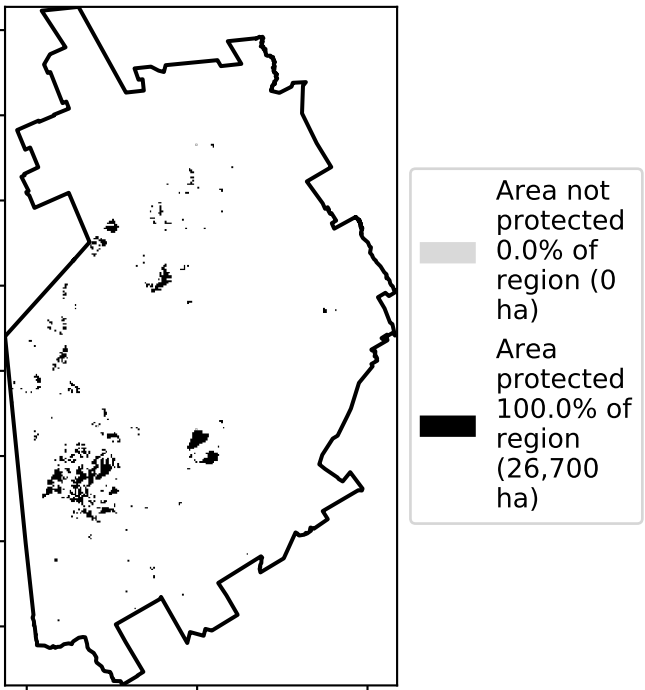 Area not
protected
0.0% of
region (0
ha)
Area
protected
100.0% of
region
(26,700
ha)